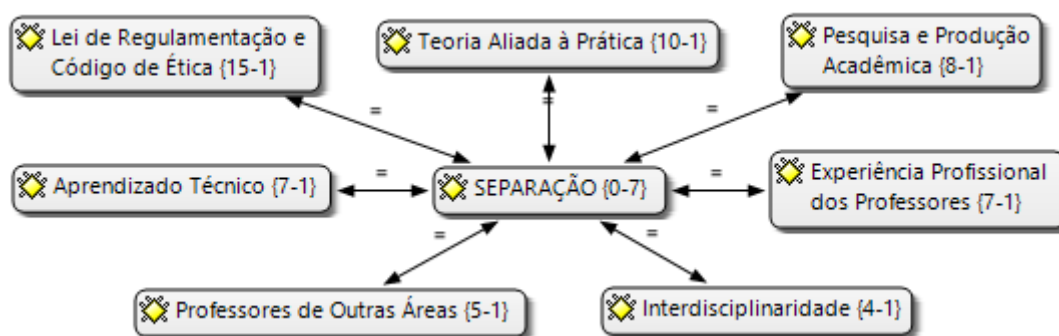 Lei de Regulamentação e
Código de Ética {15-1}
Teoria Aliada à Prática {10-1}
Pesquisa e Produção
Acadêmica {8-1}
=
=
=
Aprendizado Técnico {7-1}
=
SEPARAÇÃO {0-7}
=
Experiência Profissional
dos Professores {7-1}
=
=
Professores de Outras Áreas {5-1}
Interdisciplinaridade {4-1}